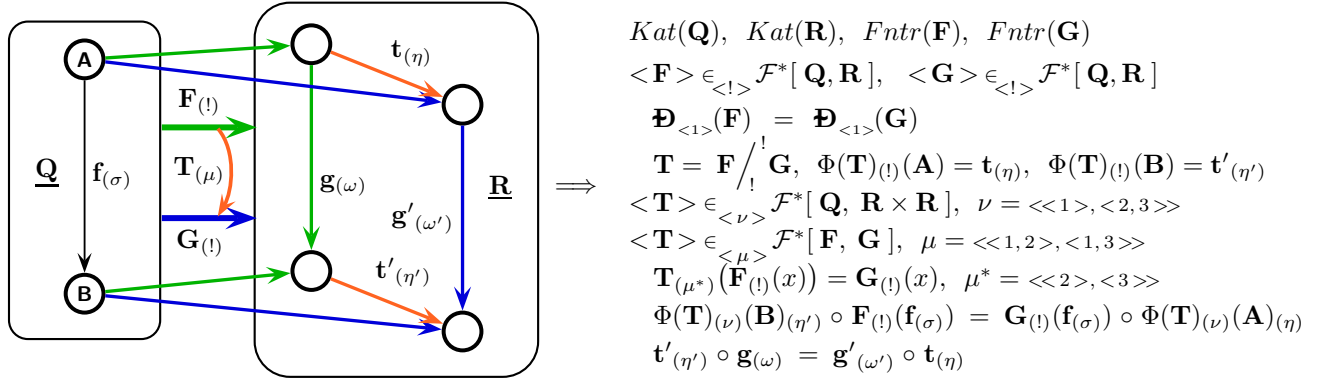 A
B
Q
f(σ)
F(!)
T(μ)
G(!)
t(η)
g(ω)
g′(ω′)
t′(η′)
R
⟹
Kat(Q), Kat(R), Fntr(F), Fntr(G)
<F> ∈<!> ℱ*[ Q, R ], <G> ∈<!> ℱ*[ Q, R ]
Đ<1>(F) = Đ<1>(G)
T = F/!! G, Φ(T)(!)(A) = t(η), Φ(T)(!)(B) = t′(η′)
<T> ∈<ν> ℱ*[ Q, R × R ], ν = <<1>, <2, 3>>
<T> ∈<μ> ℱ*[ F, G ], μ = <<1, 2>, <1, 3>>
T(μ*)(F(!)(x)) = G(!)(x), μ* = <<2>, <3>>
Φ(T)(ν)(B)(η′) ∘ F(!)(f(σ)) = G(!)(f(σ)) ∘ Φ(T)(ν)(A)(η)
t′(η′) ∘ g(ω) = g′(ω′) ∘ t(η)